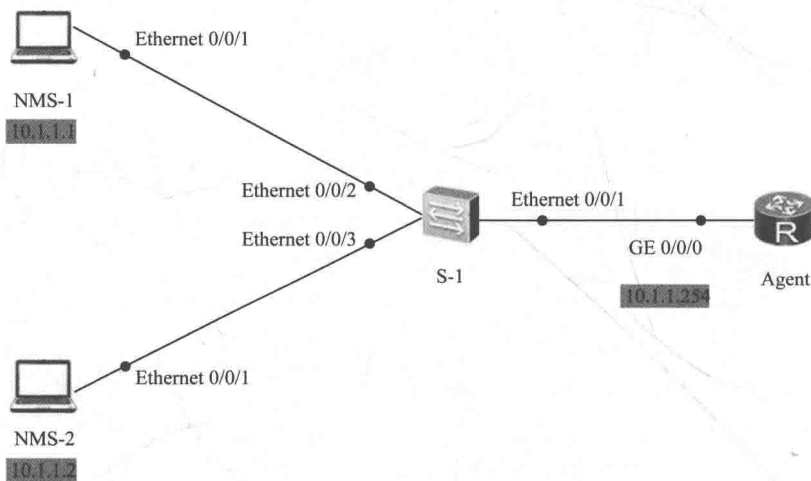 Ethernet 0/0/1
NMS-1
10.1.1.1
Ethernet 0/0/2
Ethernet 0/0/1
Ethernet 0/0/3
GE 0/0/0
S-1
Agent
10.1.1.254
R
Ethernet 0/0/1
NMS-2
10.1.1.2